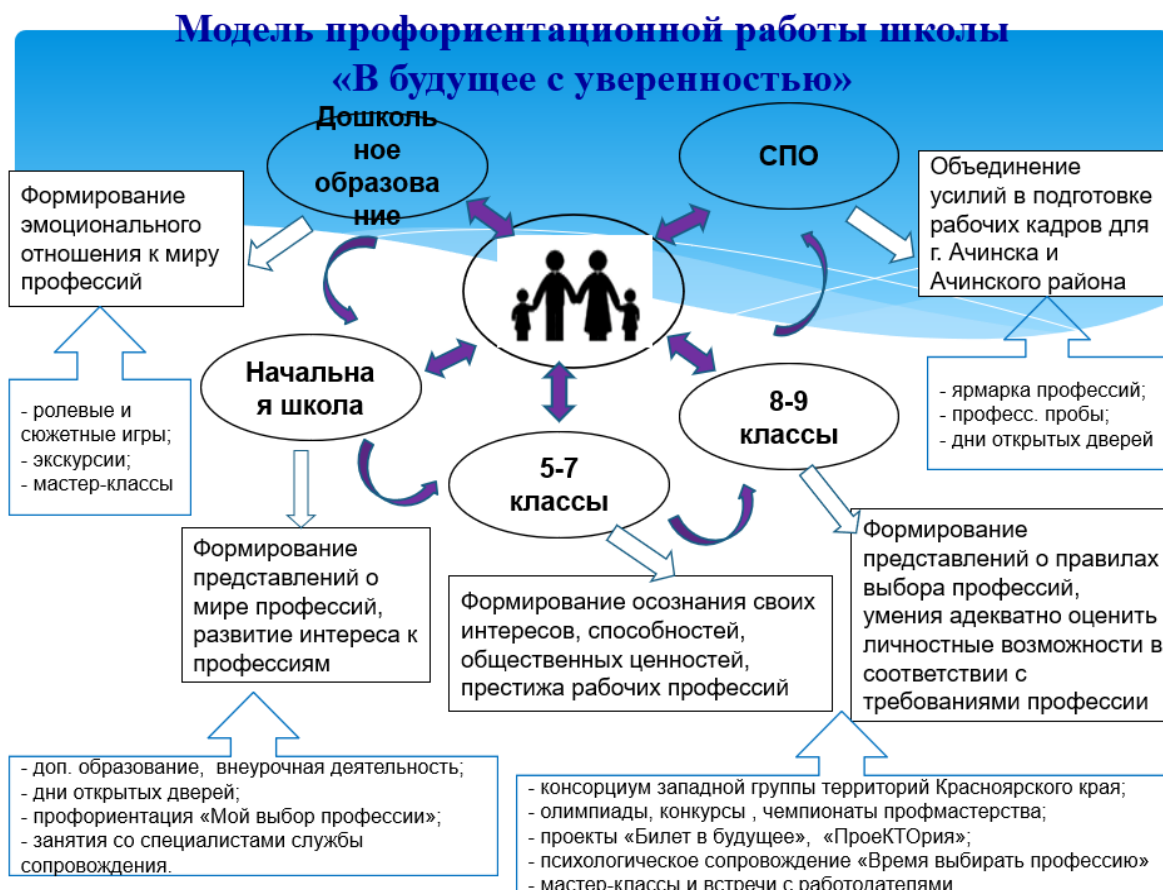 Модель профориентационной работы школы
«В будущее с уверенностью»
Дошколь
ное
образова
ние
СПО
Формирование
эмоционального
отношения к миру
профессий
Объединение
усилий в подготовке
рабочих кадров для
г. Ачинска и
Ачинского района
- ролевые и
сюжетные игры;
- экскурсии;
- мастер-классы
Начальна
я школа
5-7
классы
8-9
классы
- ярмарка профессий;
- професс. пробы;
- дни открытых дверей
Формирование
представлений о
мире профессий,
развитие интереса к
профессиям
Формирование осознания своих
интересов, способностей,
общественных ценностей,
престижа рабочих профессий
Формирование
представлений о правилах
выбора профессии,
умения адекватно оценить
личностные возможности в
соответствии с
требованиями профессии
- доп. образование, внеурочная деятельность;
- дни открытых дверей;
- профориентация «Мой выбор профессии»;
- занятия со специалистами службы
сопровождения.
- консорциум западной группы территорий Красноярского края;
- олимпиады, конкурсы , чемпионаты профмастерства;
- проекты «Билет в будущее», «ПроеКТОрия»;
- психологическое сопровождение «Время выбирать профессию»
- мастер-классы и встречи с работодателями